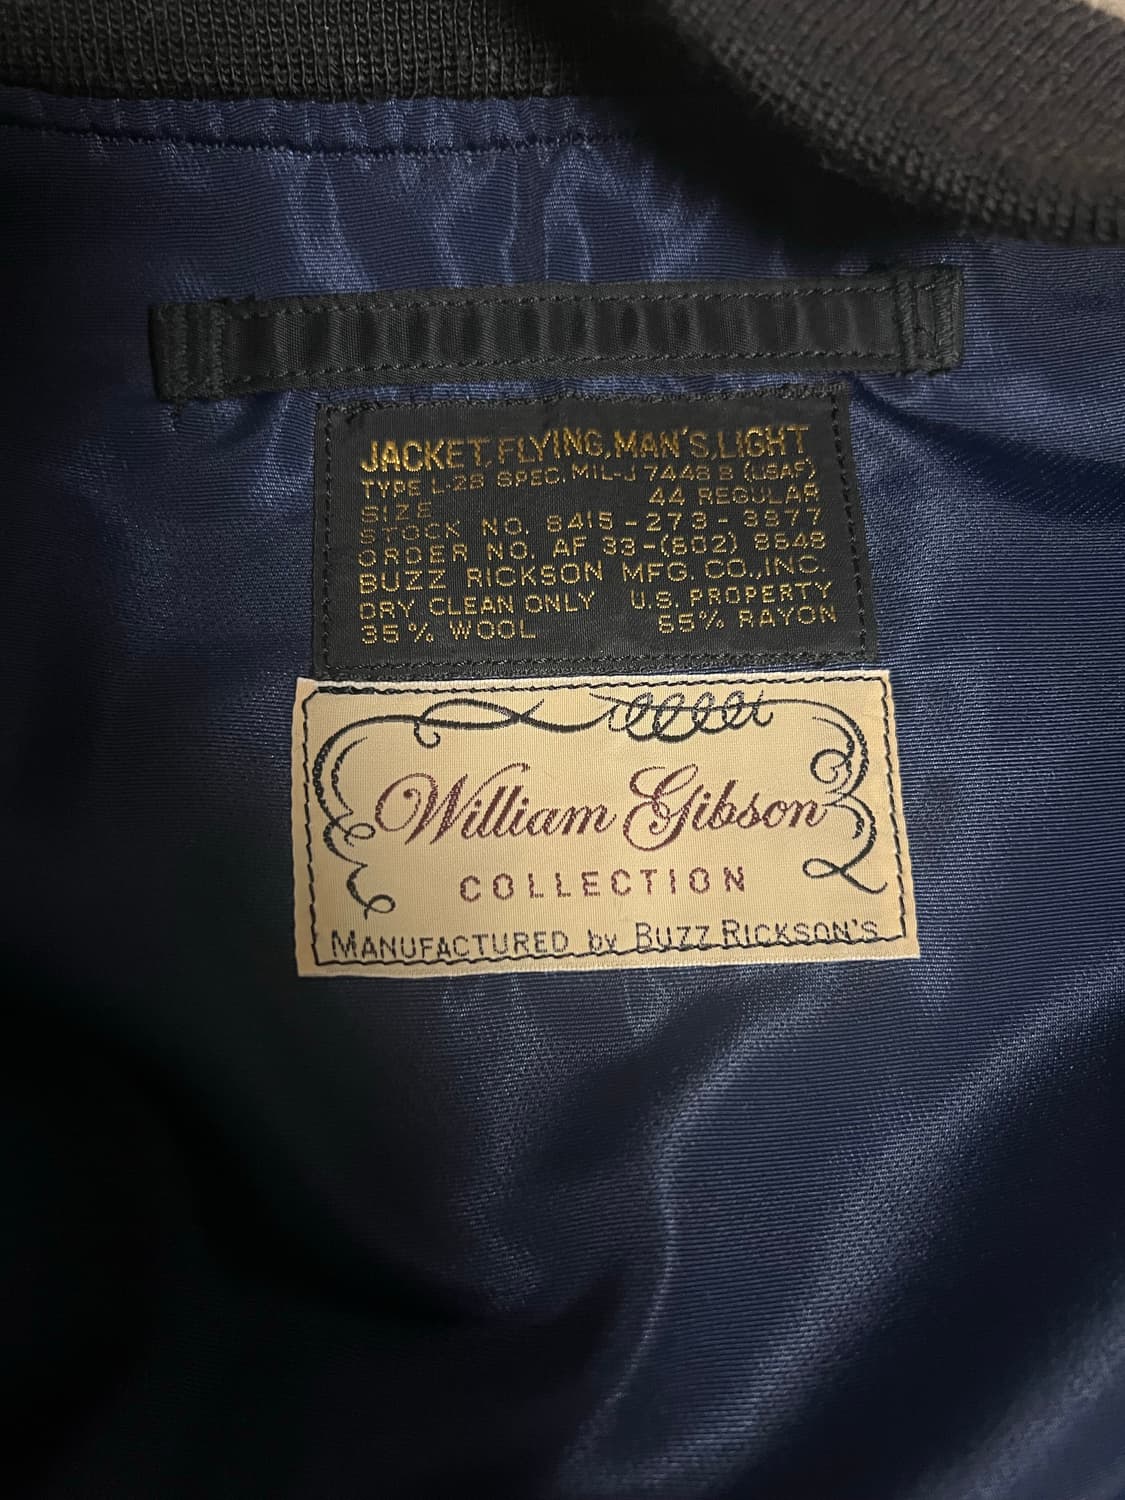 JACKET, FLYING, MAN'S, LIGHT
TYPE L-2B SPEC. MIL-J 7448 B (USAF)
SIZE 44 REGULAR
STOCK NO. 8415-273-3377
ORDER NO. AF 33-(602) 8648
BUZZ RICKSON MFG. CO., INC.
DRY CLEAN ONLY U.S. PROPERTY
35% WOOL 65% RAYON
William Gibson
COLLECTION
MANUFACTURED by BUZZ RICKSON'S